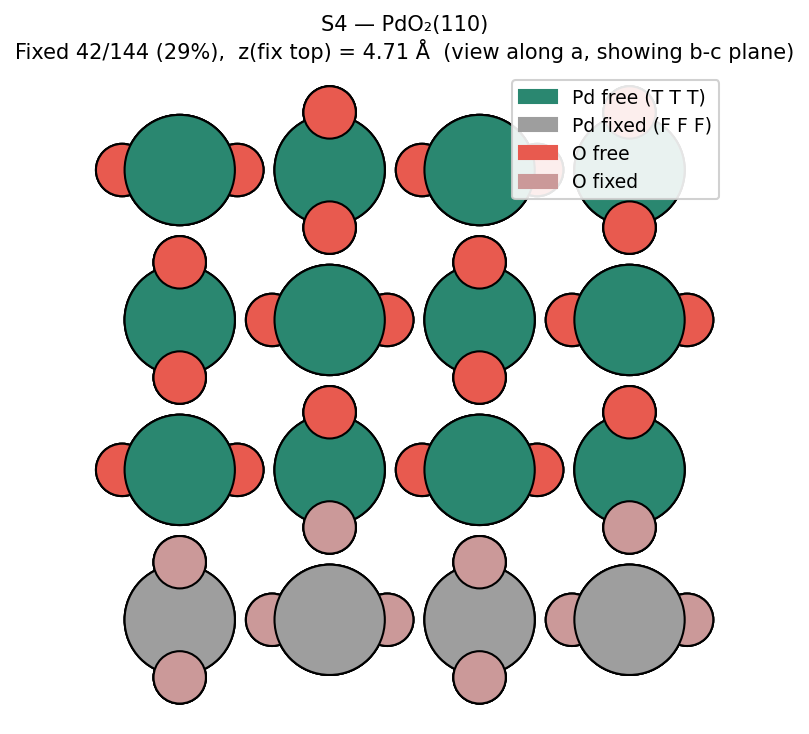 S4 — PdO₂(110)
Fixed 42/144 (29%),  z(fix top) = 4.71 Å  (view along a, showing b-c plane)
Pd free (T T T)
Pd fixed (F F F)
O free
O fixed